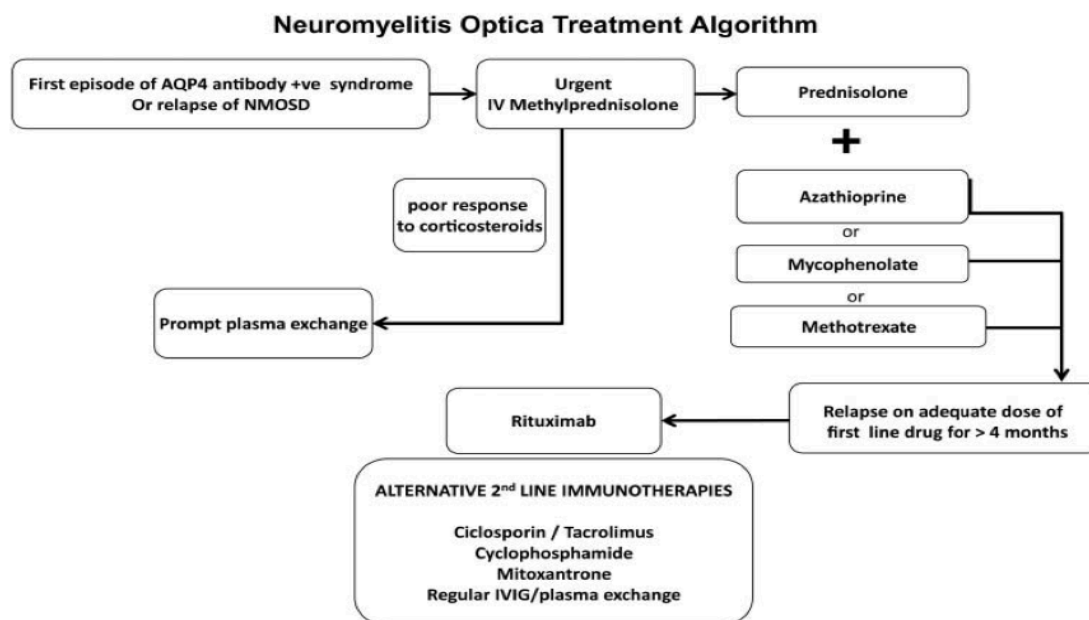 Neuromyelitis Optica Treatment Algorithm
First episode of AQP4 antibody +ve syndrome
Or relapse of NMOSD
Urgent
IV Methylprednisolone
Prednisolone
+
poor response
to corticosteroids
Azathioprine
or
Mycophenolate
or
Methotrexate
Prompt plasma exchange
Relapse on adequate dose of
first line drug for > 4 months
Rituximab
ALTERNATIVE 2nd LINE IMMUNOTHERAPIES
Ciclosporin / Tacrolimus
Cyclophosphamide
Mitoxantrone
Regular IVIG/plasma exchange